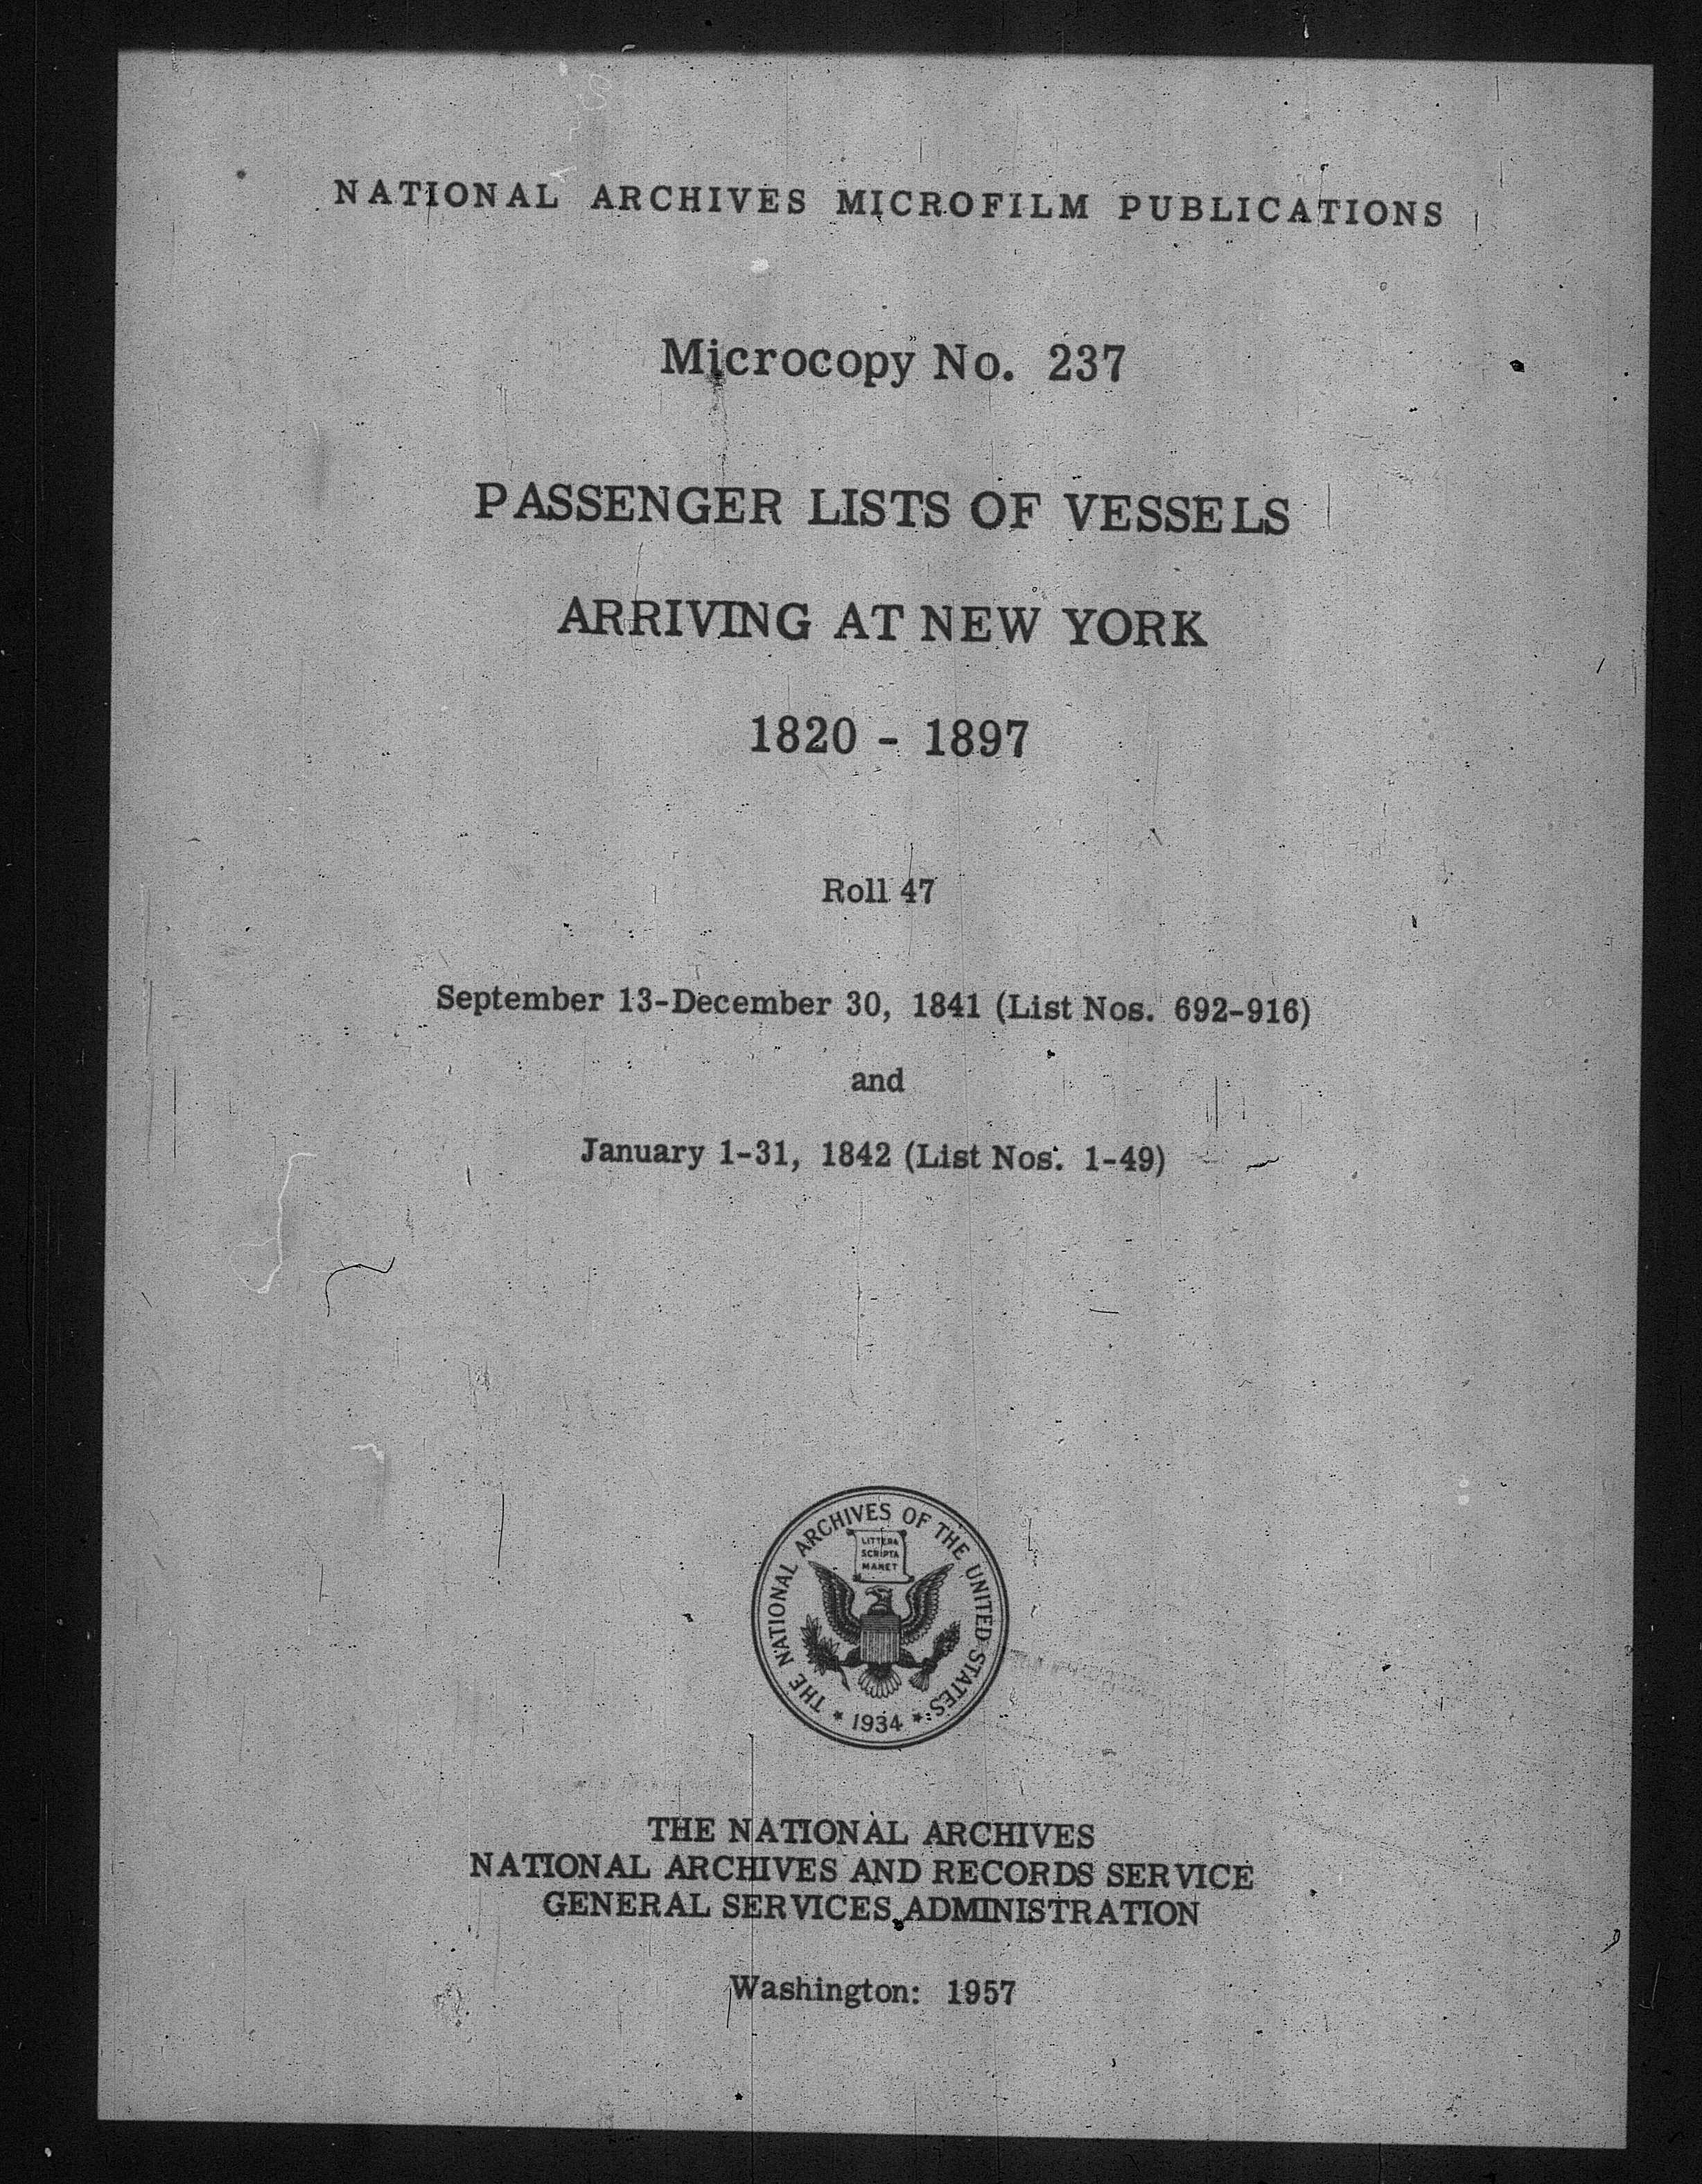 NATIONAL ARCHIVES MICROFILM PUBLICATIONS
Microcopy No. 237
PASSENGER LISTS OF VESSELS
ARRIVING AT NEW YORK
1820 - 1897
Roll 47
September 13-December 30, 1841 (List Nos. 692-916)
and
January 1-31, 1842 (List Nos. 1-49)
THE NATIONAL ARCHIVES OF THE UNITED STATES
LITTERA
SCRIPTA
MANET
* 1934 *
THE NATIONAL ARCHIVES
NATIONAL ARCHIVES AND RECORDS SERVICE
GENERAL SERVICES ADMINISTRATION
Washington: 1957